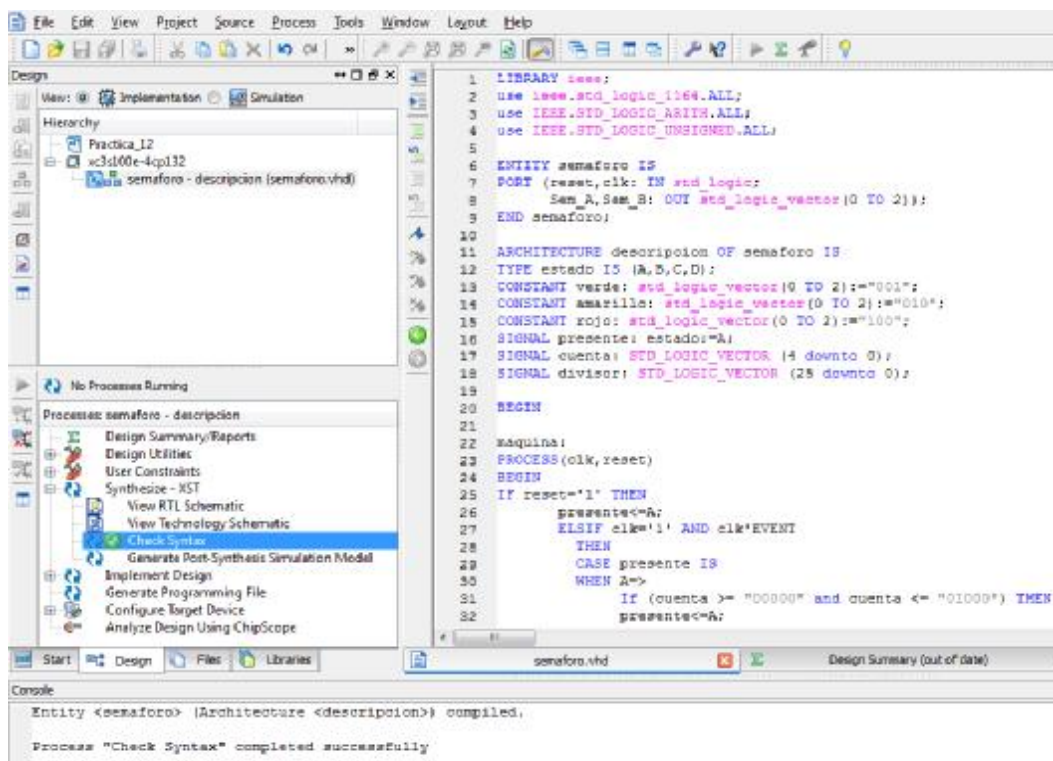 File Edit View Project Source Process Tools Window Layout Help
Design
View: Implementation Simulation
Hierarchy
Practica_12
xc3s100e-4cp132
semaforo - descripcion (semaforo.vhd)
No Processes Running
Processes: semaforo - descripcion
Design Summary/Reports
Design Utilities
User Constraints
Synthesize - XST
View RTL Schematic
View Technology Schematic
Check Syntax
Generate Post-Synthesis Simulation Model
Implement Design
Generate Programming File
Configure Target Device
Analyze Design Using ChipScope
Start Design Files Libraries
1 LIBRARY ieee;
2 use ieee.std_logic_1164.ALL;
3 use IEEE.STD_LOGIC_ARITH.ALL;
4 use IEEE.STD_LOGIC_UNSIGNED.ALL;
5
6 ENTITY semaforo IS
7 PORT (reset,clk: IN std_logic;
8 Sem_A,Sem_B: OUT std_logic_vector(0 TO 2));
9 END semaforo;
10
11 ARCHITECTURE descripcion OF semaforo IS
12 TYPE estado IS (A,B,C,D);
13 CONSTANT verde: std_logic_vector(0 TO 2):="001";
14 CONSTANT amarillo: std_logic_vector(0 TO 2):="010";
15 CONSTANT rojo: std_logic_vector(0 TO 2):="100";
16 SIGNAL presente: estado:=A;
17 SIGNAL cuenta: STD_LOGIC_VECTOR (4 downto 0);
18 SIGNAL divisor: STD_LOGIC_VECTOR (25 downto 0);
19
20 BEGIN
21
22 maquina:
23 PROCESS(clk,reset)
24 BEGIN
25 If reset='1' THEN
26 presente<=A;
27 ELSIF clk='1' AND clk'EVENT
28 THEN
29 CASE presente IS
30 WHEN A=>
31 If (cuenta >= "00000" and cuenta <= "01000") THEN
32 presente<=A;
semaforo.vhd Design Summary (out of date)
Console
Entity <semaforo> (Architecture <descripcion>) compiled.
Process "Check Syntax" completed successfully